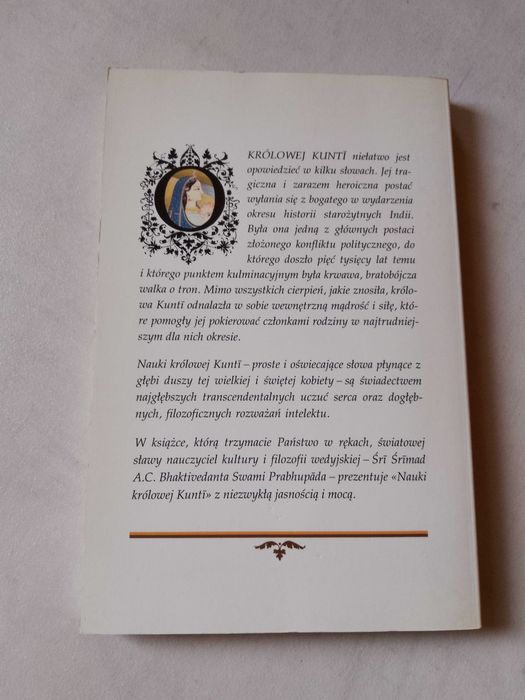 O KRÓLOWEJ KUNTĪ niełatwo jest
opowiedzieć w kilku słowach. Jej tra-
giczna i zarazem heroiczna postać
wyłania się z bogatego w wydarzenia
okresu historii starożytnych Indii.
Była ona jedną z głównych postaci
złożonego konfliktu politycznego, do
którego doszło pięć tysięcy lat temu
i którego punktem kulminacyjnym była krwawa, bratobójcza
walka o tron. Mimo wszystkich cierpień, jakie znosiła, królo-
wa Kuntī odnalazła w sobie wewnętrzną mądrość i siłę, któ-
re pomogły jej pokierować członkami rodziny w najtrudniej-
szym dla nich okresie.
Nauki królowej Kuntī – proste i oświecające słowa płynące z
głębi duszy tej wielkiej i świętej kobiety – są świadectwem
najgłębszych transcendentalnych uczuć serca oraz dogłęb-
nych, filozoficznych rozważań intelektu.
W książce, którą trzymacie Państwo w rękach, światowej
sławy nauczyciel kultury i filozofii wedyjskiej – Śrī Śrīmad
A.C. Bhaktivedanta Swami Prabhupāda – prezentuje «Nauki
królowej Kuntī» z niezwykłą jasnością i mocą.